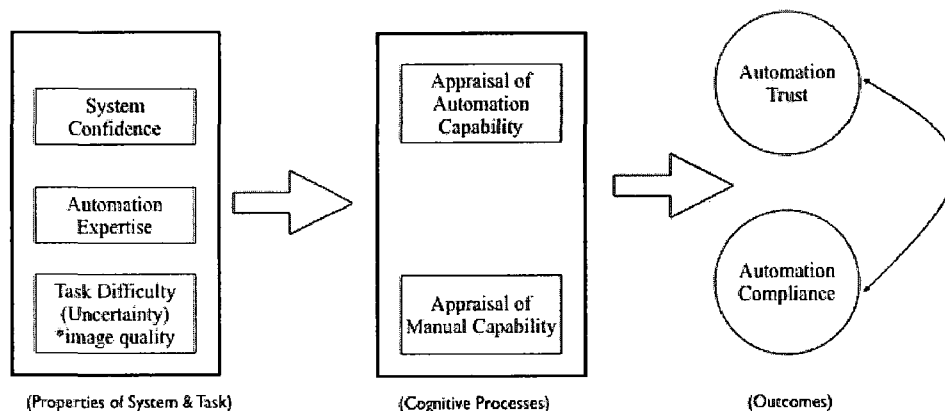 System
Confidence
Automation
Expertise
Task Difficulty
(Uncertainty)
*image quality
(Properties of System & Task)
Appraisal of
Automation
Capability
Appraisal of
Manual Capability
(Cognitive Processes)
Automation
Trust
Automation
Compliance
(Outcomes)